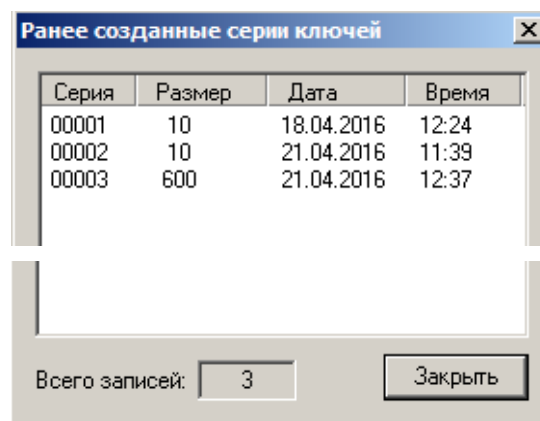 Ранее созданные серии ключей
Серия Размер Дата Время
00001 10 18.04.2016 12:24
00002 10 21.04.2016 11:39
00003 600 21.04.2016 12:37
Всего записей: 3 Закрыть